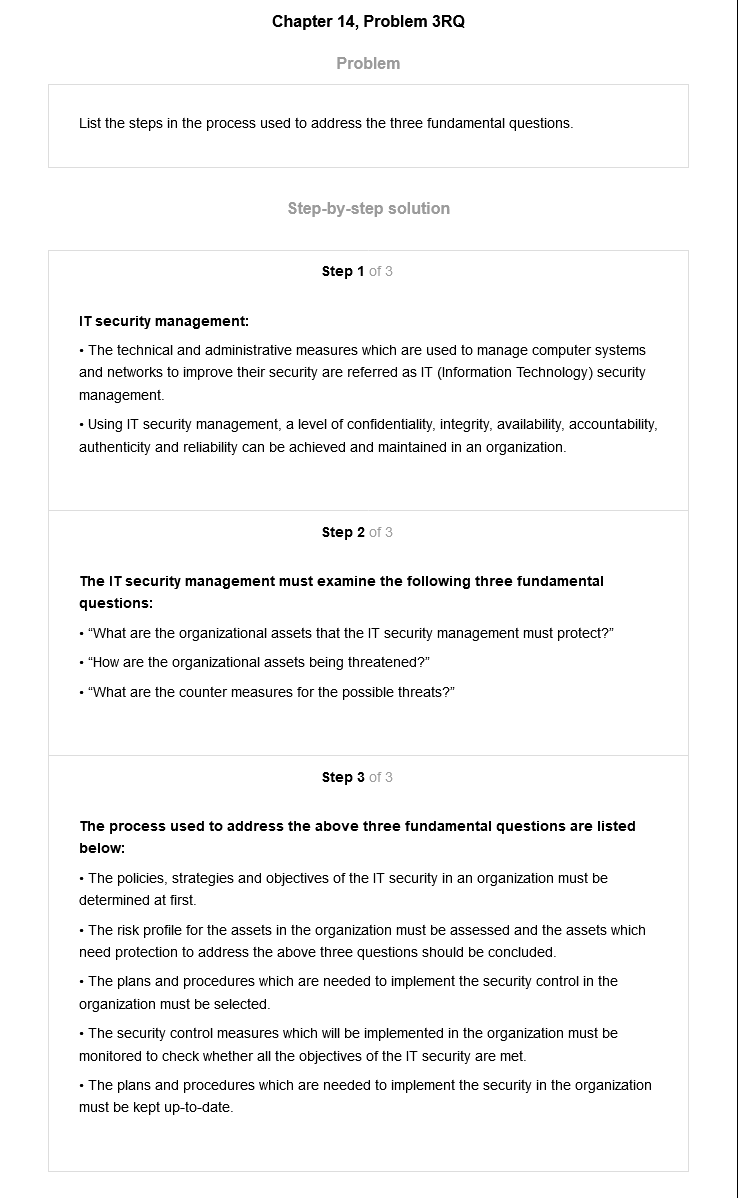 Chapter 14, Problem 3RQ
Problem
List the steps in the process used to address the three fundamental questions.
Step-by-step solution
Step 1 of 3
IT security management:
• The technical and administrative measures which are used to manage computer systems
and networks to improve their security are referred as IT (Information Technology) security
management.
• Using IT security management, a level of confidentiality, integrity, availability, accountability,
authenticity and reliability can be achieved and maintained in an organization.
Step 2 of 3
The IT security management must examine the following three fundamental
questions:
• “What are the organizational assets that the IT security management must protect?”
• “How are the organizational assets being threatened?”
• “What are the counter measures for the possible threats?”
Step 3 of 3
The process used to address the above three fundamental questions are listed
below:
• The policies, strategies and objectives of the IT security in an organization must be
determined at first.
• The risk profile for the assets in the organization must be assessed and the assets which
need protection to address the above three questions should be concluded.
• The plans and procedures which are needed to implement the security control in the
organization must be selected.
• The security control measures which will be implemented in the organization must be
monitored to check whether all the objectives of the IT security are met.
• The plans and procedures which are needed to implement the security in the organization
must be kept up-to-date.